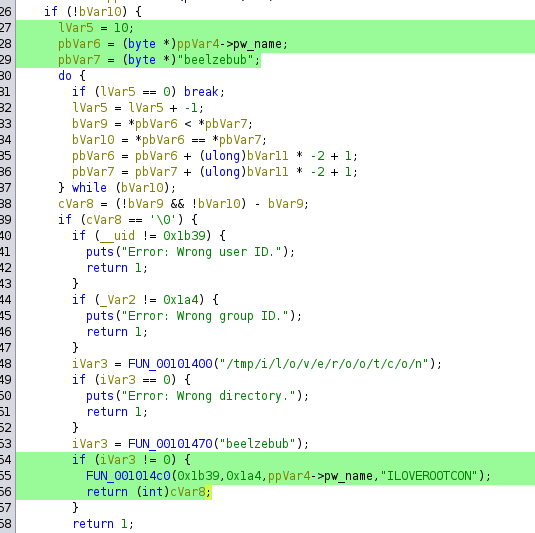 26 if (!bVar10) {
27 lVar5 = 10;
28 pbVar6 = (byte *)ppVar4->pw_name;
29 pbVar7 = (byte *)"beelzebub";
30 do {
31 if (lVar5 == 0) break;
32 lVar5 = lVar5 + -1;
33 bVar9 = *pbVar6 < *pbVar7;
34 bVar10 = *pbVar6 == *pbVar7;
35 pbVar6 = pbVar6 + (ulong)bVar11 * -2 + 1;
36 pbVar7 = pbVar7 + (ulong)bVar11 * -2 + 1;
37 } while (bVar10);
38 cVar8 = (!bVar9 && !bVar10) - bVar9;
39 if (cVar8 == '\0') {
40 if (__uid != 0x1b39) {
41 puts("Error: Wrong user ID.");
42 return 1;
43 }
44 if (_Var2 != 0x1a4) {
45 puts("Error: Wrong group ID.");
46 return 1;
47 }
48 iVar3 = FUN_00101400("/tmp/i/l/o/v/e/r/o/o/t/c/o/n");
49 if (iVar3 == 0) {
50 puts("Error: Wrong directory.");
51 return 1;
52 }
53 iVar3 = FUN_00101470("beelzebub");
54 if (iVar3 != 0) {
55 FUN_001014c0(0x1b39,0x1a4,ppVar4->pw_name,"ILOVEROOTCON");
56 return (int)cVar8;
57 }
58 return 1;